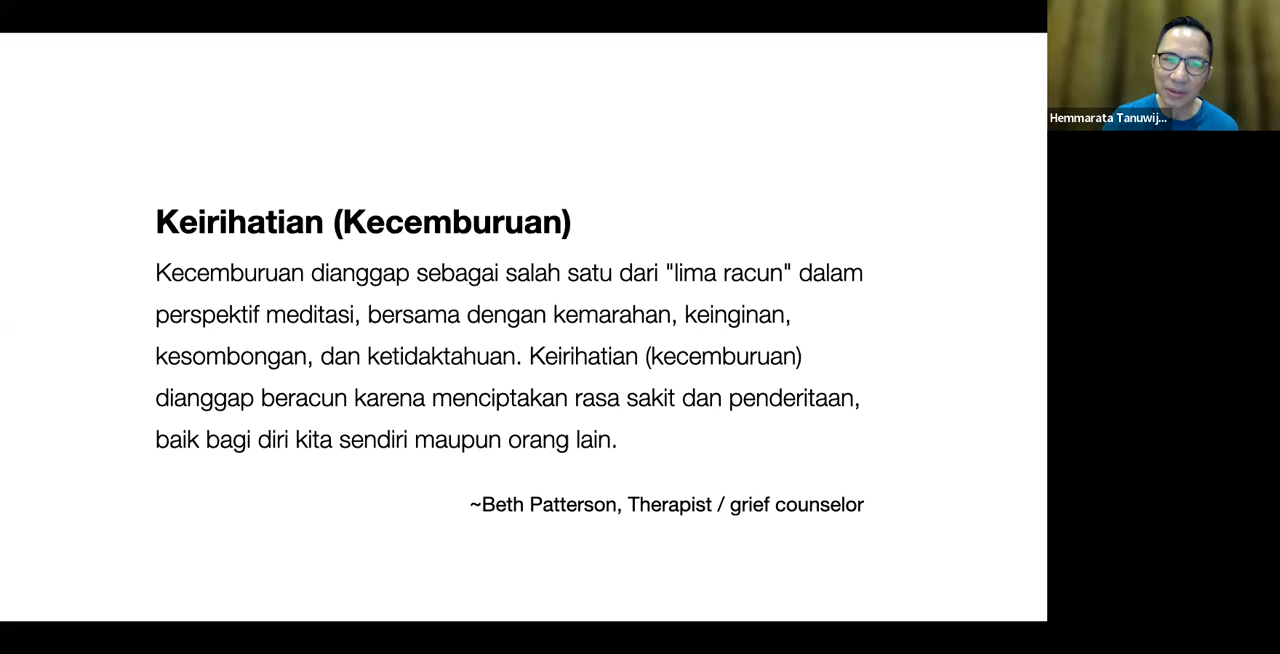 Keirihatian (Kecemburuan)
Kecemburuan dianggap sebagai salah satu dari "lima racun" dalam
perspektif meditasi, bersama dengan kemarahan, keinginan,
kesombongan, dan ketidaktahuan. Keirihatian (kecemburuan)
dianggap beracun karena menciptakan rasa sakit dan penderitaan,
baik bagi diri kita sendiri maupun orang lain.
~Beth Patterson, Therapist / grief counselor
Hemmarata Tanuwij...